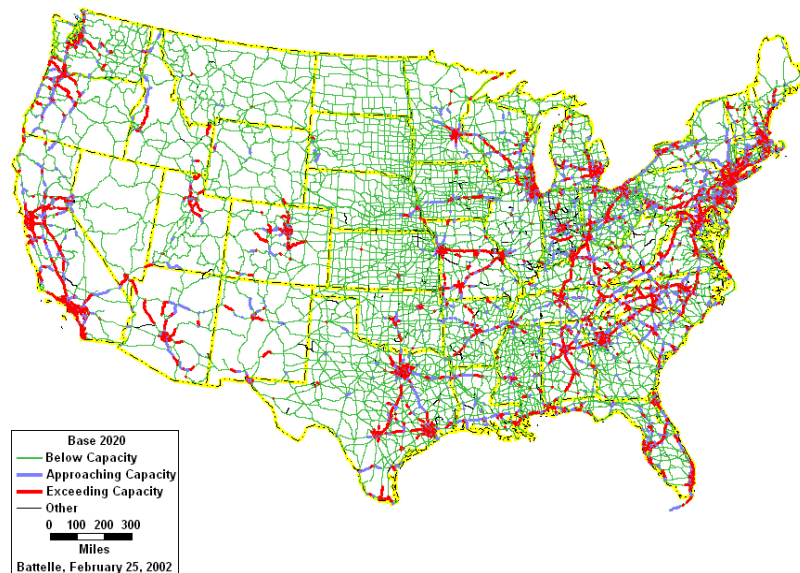 Base 2020
Below Capacity
Approaching Capacity
Exceeding Capacity
Other
0 100 200 300
Miles
Battelle, February 25, 2002